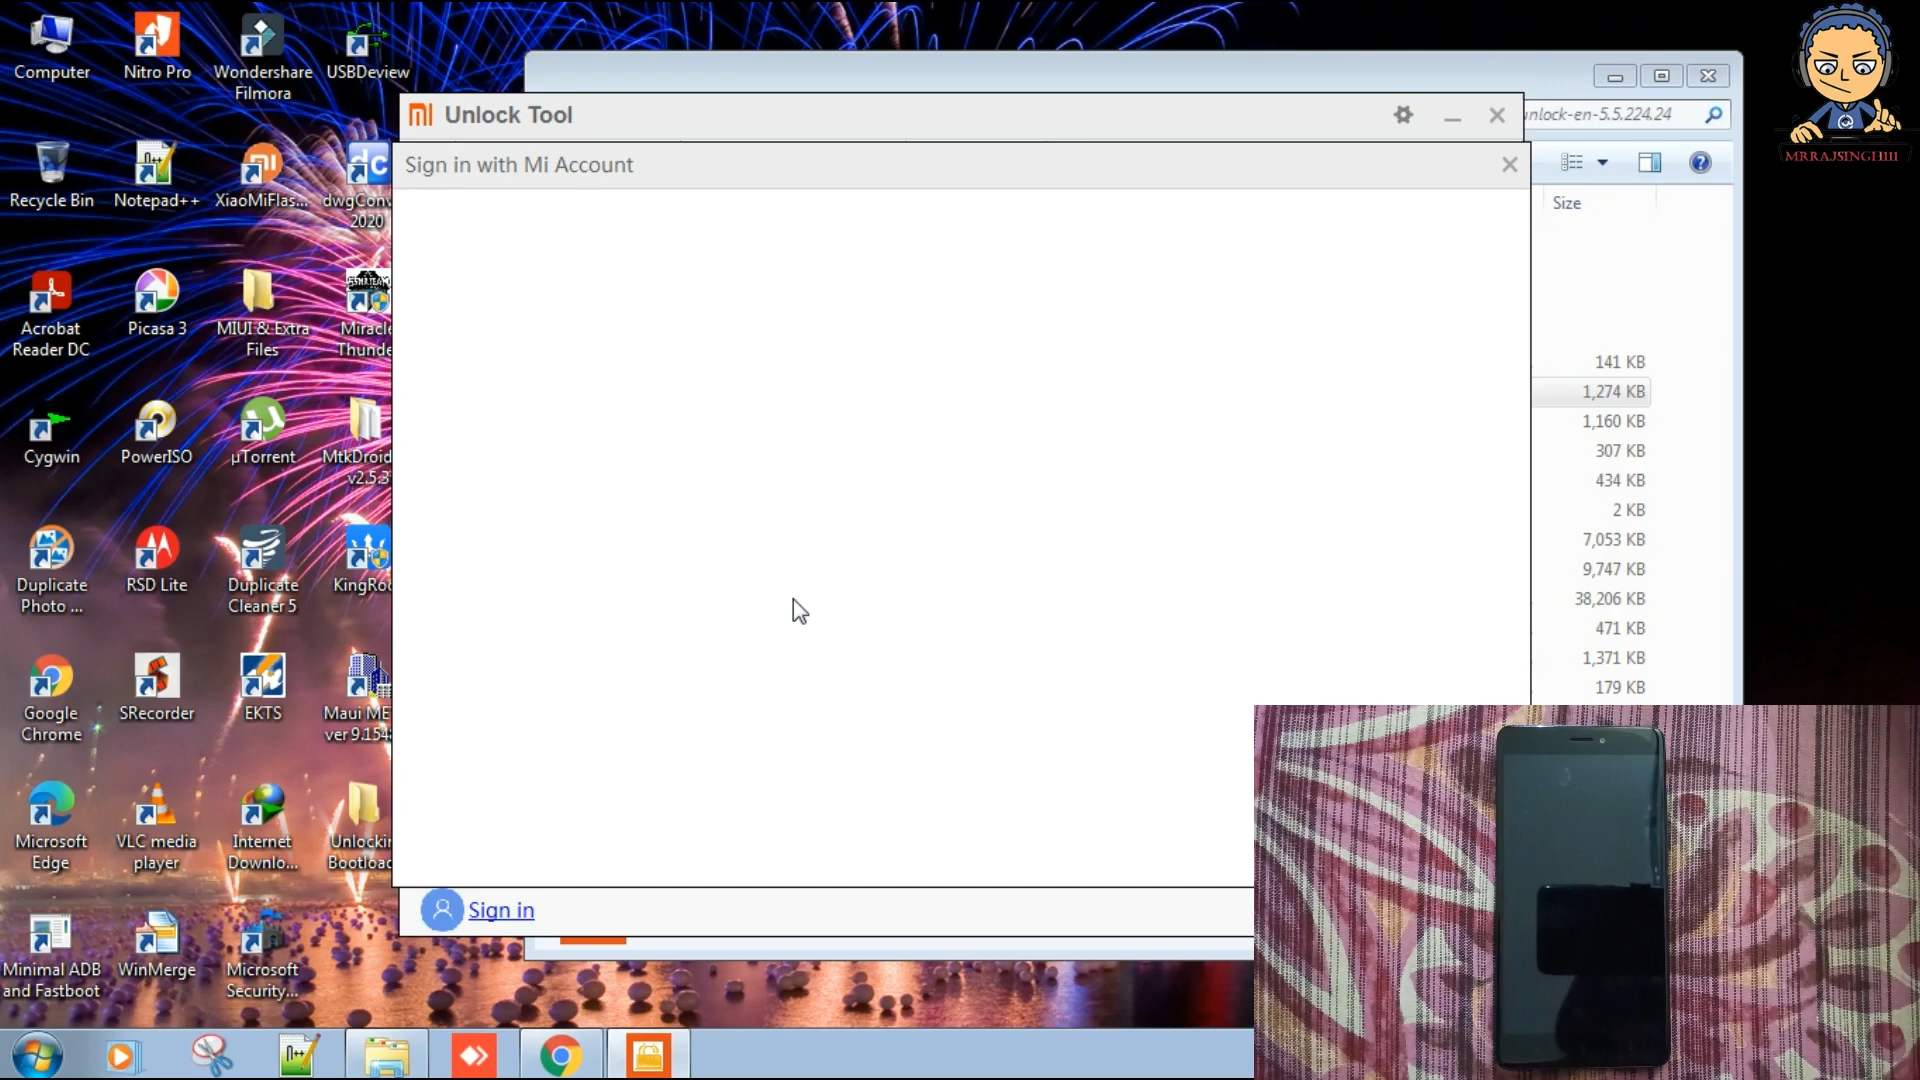 Computer
Nitro Pro
Wondershare
Filmora
USBDeview
Recycle Bin
Notepad++
XiaoMiFlas...
dwgConv
2020
Acrobat
Reader DC
Picasa 3
MIUI & Extra
Files
Miracle
Thunde
Cygwin
PowerISO
µTorrent
MtkDroid
v2.5.3
Duplicate
Photo ...
RSD Lite
Duplicate
Cleaner 5
KingRo
Google
Chrome
SRecorder
EKTS
Maui ME
ver 9.154
Microsoft
Edge
VLC media
player
Internet
Downlo...
Unlockin
Bootloa
Minimal ADB
and Fastboot
WinMerge
Microsoft
Security...
Unlock Tool
Sign in with Mi Account
Sign in
unlock-en-5.5.224.24
Size
141 KB
1,274 KB
1,160 KB
307 KB
434 KB
2 KB
7,053 KB
9,747 KB
38,206 KB
471 KB
1,371 KB
179 KB
MRRAJSINGH111